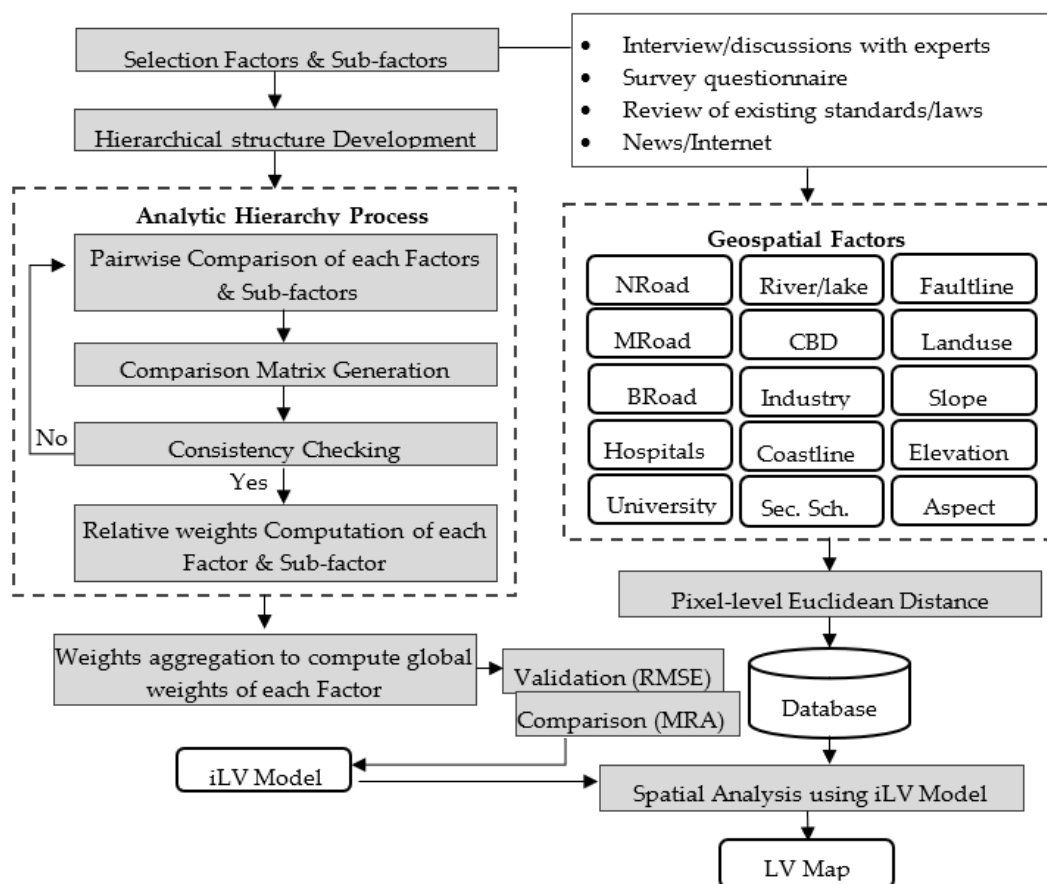 Selection Factors & Sub-factors
• Interview/discussions with experts
• Survey questionnaire
• Review of existing standards/laws
• News/Internet
Hierarchical structure Development
Analytic Hierarchy Process
Pairwise Comparison of each Factors
& Sub-factors
Comparison Matrix Generation
No
Consistency Checking
Yes
Relative weights Computation of each
Factor & Sub-factor
Geospatial Factors
NRoad
River/lake
Faultline
MRoad
CBD
Landuse
BRoad
Industry
Slope
Hospitals
Coastline
Elevation
University
Sec. Sch.
Aspect
Pixel-level Euclidean Distance
Weights aggregation to compute global
weights of each Factor
Validation (RMSE)
Comparison (MRA)
Database
iLV Model
Spatial Analysis using iLV Model
LV Map